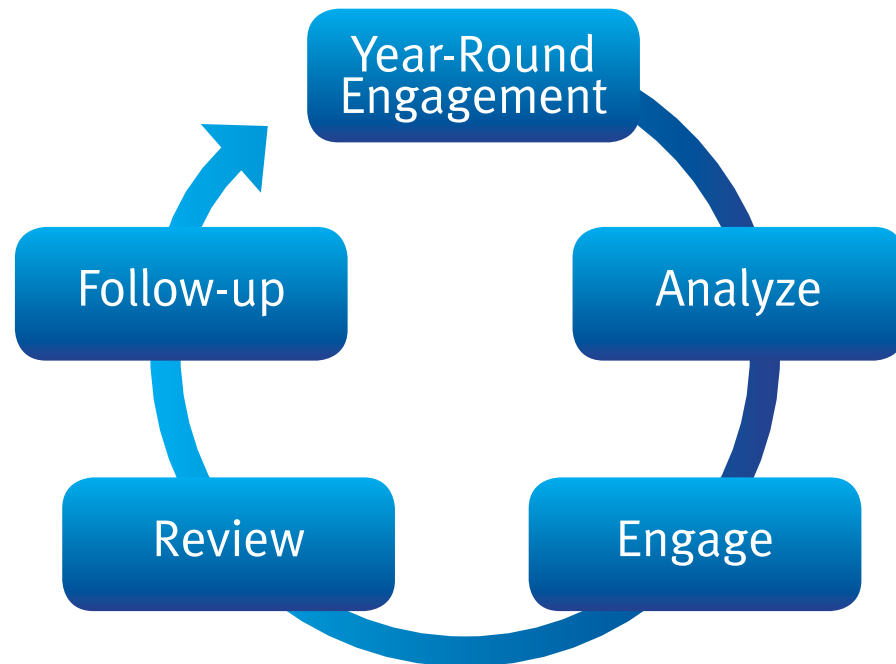 Year-Round
Engagement
Follow-up
Analyze
Review
Engage